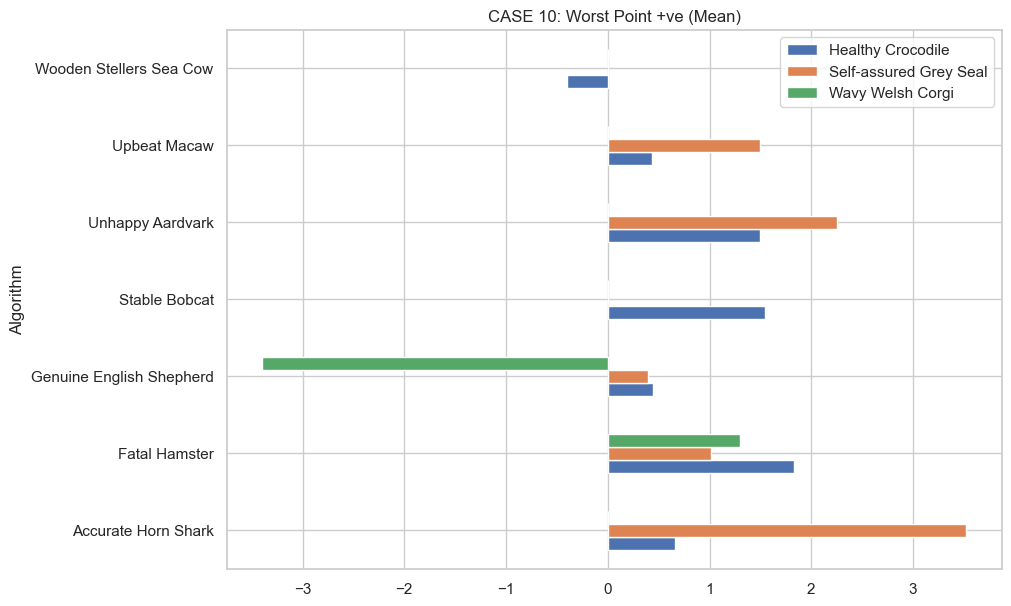 CASE 10: Worst Point +ve (Mean)
Healthy Crocodile
Self-assured Grey Seal
Wavy Welsh Corgi
Algorithm
Wooden Stellers Sea Cow
Upbeat Macaw
Unhappy Aardvark
Stable Bobcat
Genuine English Shepherd
Fatal Hamster
Accurate Horn Shark
−3
−2
−1
0
1
2
3